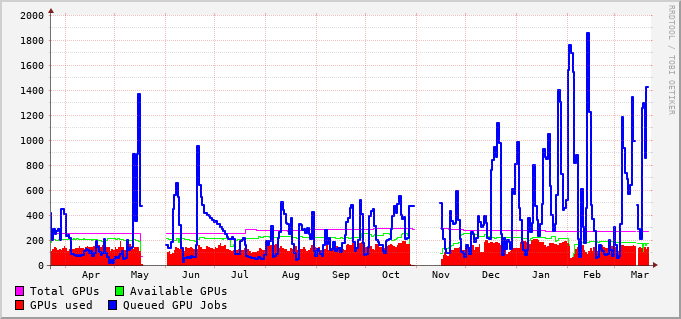 2000
1800
1600
1400
1200
1000
800
600
400
200
0
Apr May Jun Jul Aug Sep Oct Nov Dec Jan Feb Mar
Total GPUs Available GPUs
GPUs used Queued GPU Jobs
RRDTOOL / TOBI OETIKER